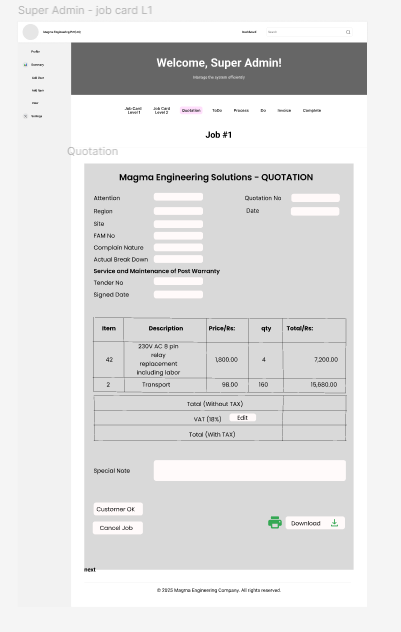 Super Admin - job card L1
Magma Engineering(Pvt)Ltd
Dashboard
Search
Profile
Summary
Add User
Settings
Welcome, Super Admin!
Manage the system efficiently
Job Card Level 1
Job Card Level 2
Quotation
ToDo
Process
Do
Invoice
Complete
Job #1
Quotation
Magma Engineering Solutions - QUOTATION
Attention
Quotation No
Region
Date
Site
FAM No
Complain Nature
Actual Break Down
Service and Maintenance of Post Warranty
Tender No
Signed Date
Item Description Price/Rs: qty Total/Rs:
230V AC 8 pin
relay
42 replacement 1,800.00 4 7,200.00
including labor
2 Transport 98.00 160 15,680.00
Total (Without TAX)
VAT (18%) Edit
Total (With TAX)
Special Note
Customer OK
Download
Cancel Job
next
© 2025 Magma Engineering Company. All rights reserved.